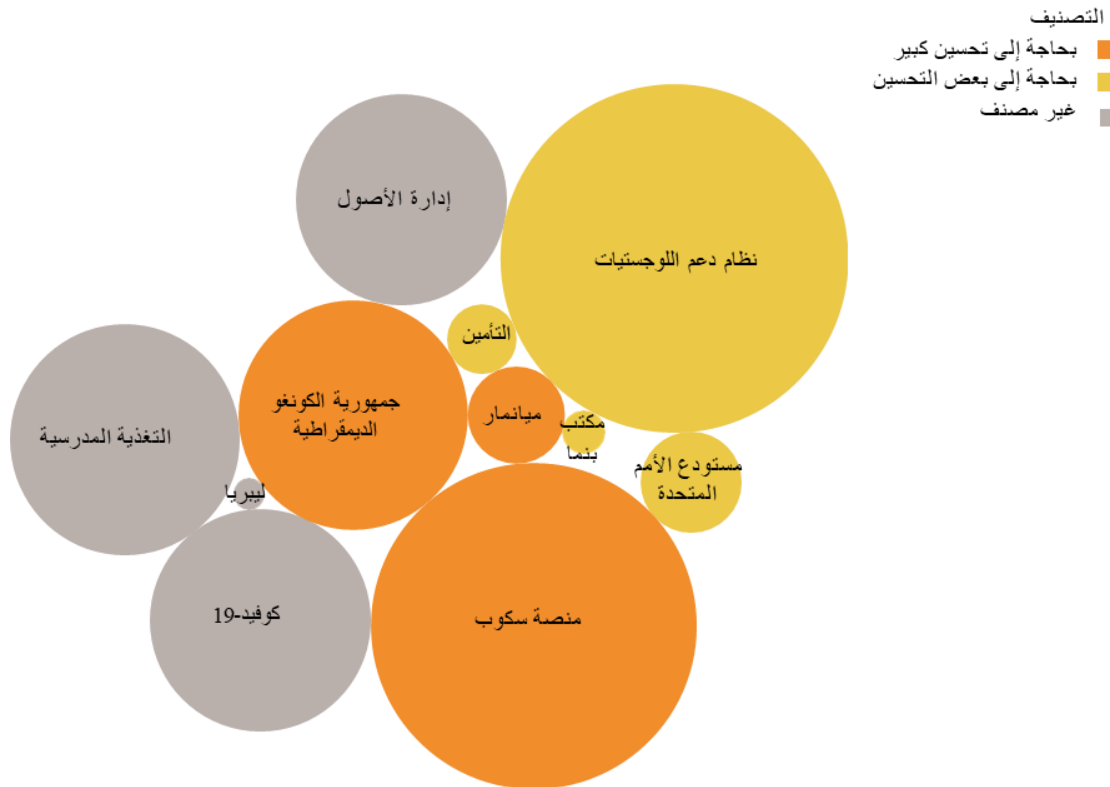 التصنيف
بحاجة إلى تحسين كبير
بحاجة إلى بعض التحسين
غير مصنف
إدارة الأصول
نظام دعم اللوجستيات
التأمين
جمهورية الكونغو
الديمقراطية
ميانمار
مكتب
بنما
التغذية المدرسية
مستودع الأمم
المتحدة
ليبريا
كوفيد-19
منصة سكوب